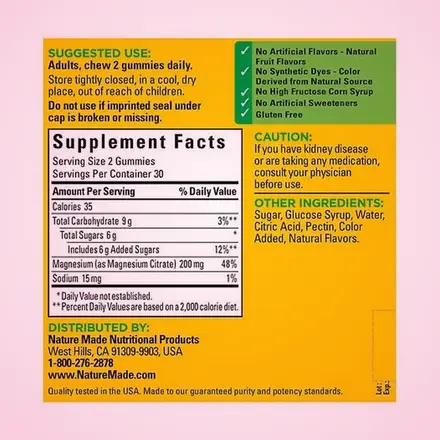 SUGGESTED USE:
Adults, chew 2 gummies daily.
Store tightly closed, in a cool, dry
place, out of reach of children.
Do not use if imprinted seal under
cap is broken or missing.
✓ No Artificial Flavors - Natural
Fruit Flavors
✓ No Synthetic Dyes - Color
Derived from Natural Source
✓ No High Fructose Corn Syrup
✓ No Artificial Sweeteners
✓ Gluten Free
Supplement Facts
Serving Size 2 Gummies
Servings Per Container 30
Amount Per Serving % Daily Value
Calories 35
Total Carbohydrate 9 g 3%**
Total Sugars 6 g *
Includes 6 g Added Sugars 12%**
Magnesium (as Magnesium Citrate) 200 mg 48%
Sodium 15 mg 1%
* Daily Value not established.
** Percent Daily Values are based on a 2,000 calorie diet.
CAUTION:
If you have kidney disease
or are taking any medication,
consult your physician
before use.
OTHER INGREDIENTS:
Sugar, Glucose Syrup, Water,
Citric Acid, Pectin, Color
Added, Natural Flavors.
DISTRIBUTED BY:
Nature Made Nutritional Products
West Hills, CA 91309-9903, USA
1-800-276-2878
www.NatureMade.com
Quality tested in the USA. Made to our guaranteed purity and potency standards.
Lot:
Exp.: